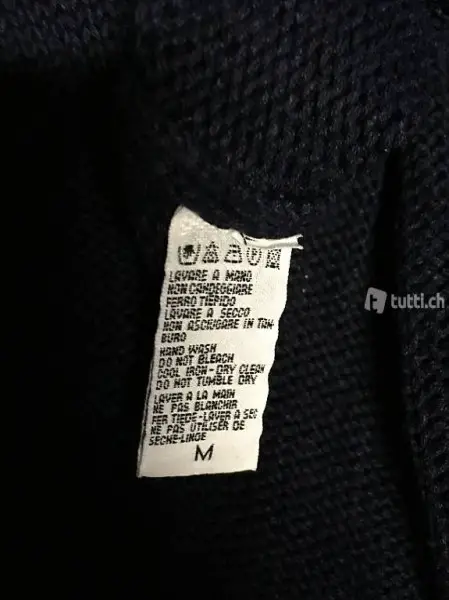 LAVARE A MANO
NON CANDEGGIARE
FERRO TIEPIDO
LAVARE A SECCO
NON ASCIUGARE IN TAM-
BURO
HAND WASH
DO NOT BLEACH
COOL IRON-DRY CLEAN
DO NOT TUMBLE DRY
LAVER A LA MAIN
NE PAS BLANCHIR
FER TIEDE-LAVER A SEC
NE PAS UTILISER DE
SECHE-LINGE
M
tutti.ch